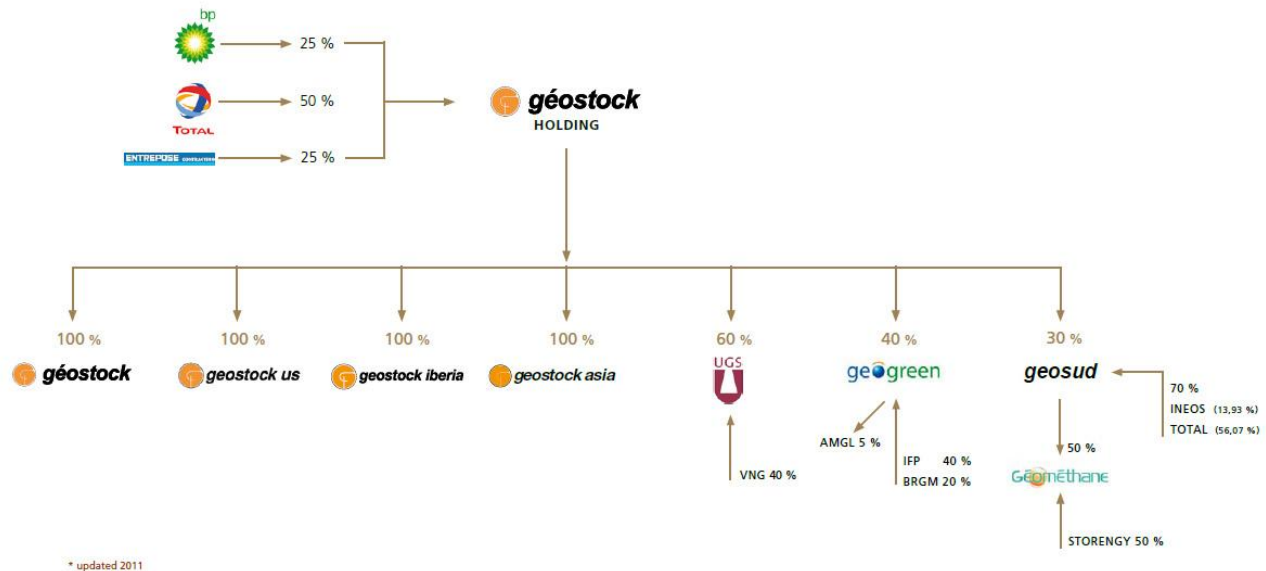 bp
25 %
50 %
TOTAL
ENTREPOSE
25 %
géostock
HOLDING
100 %
100 %
100 %
100 %
60 %
40 %
30 %
géostock
geostock us
geostock iberia
geostock asia
UGS
geogreen
geosud
70 %
INEOS (13,93 %)
TOTAL (56,07 %)
AMGL 5 %
VNG 40 %
IFP 40 %
BRGM 20 %
50 %
Géométhane
STORENGY 50 %
* updated 2011